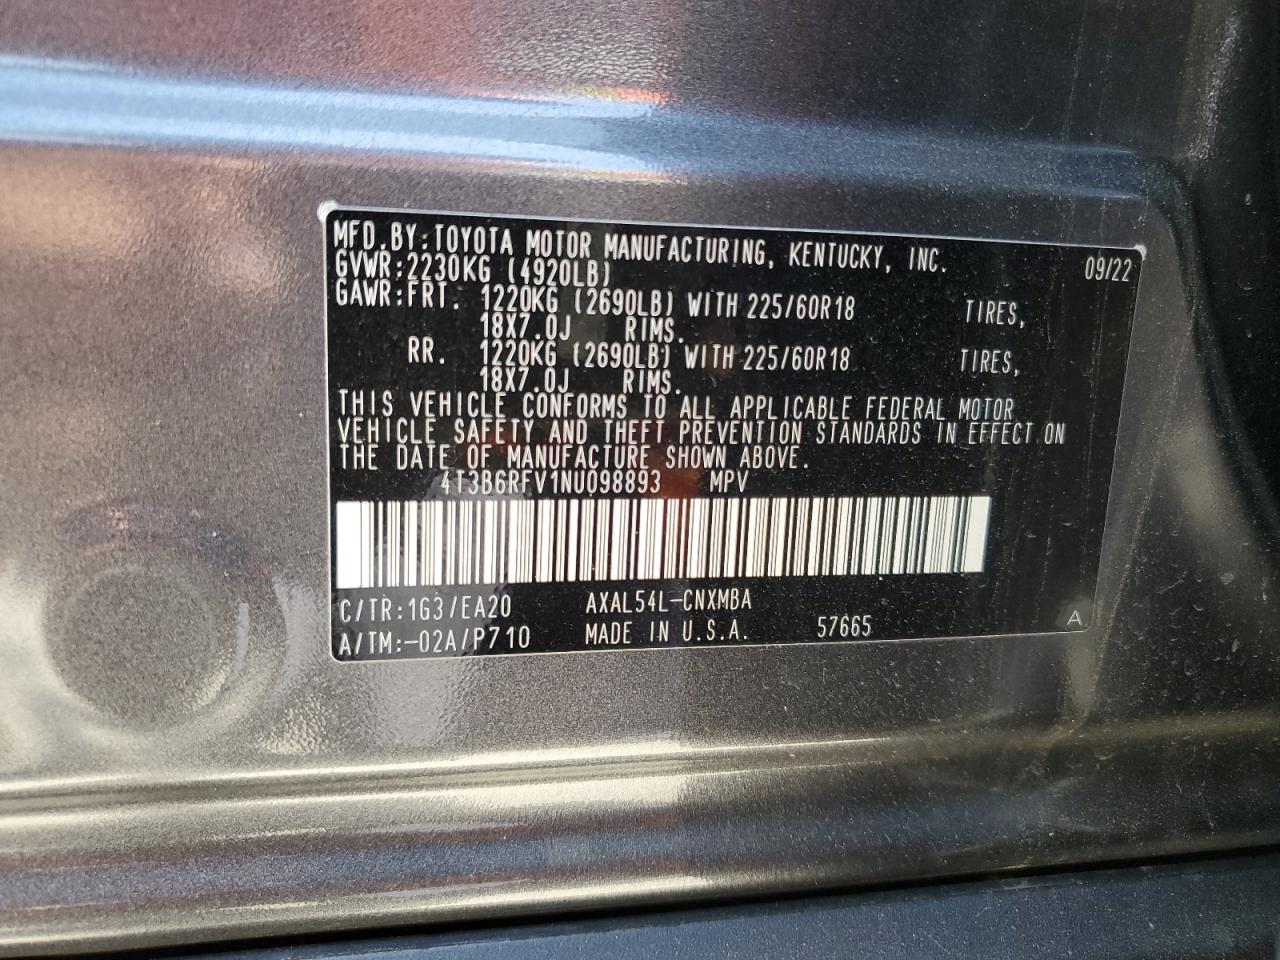 MFD.BY:TOYOTA MOTOR MANUFACTURING, KENTUCKY, INC. 09/22
GVWR:2230KG (4920LB)
GAWR:FRT. 1220KG (2690LB) WITH 225/60R18 TIRES,
18X7.0J RIMS.
RR. 1220KG (2690LB) WITH 225/60R18 TIRES,
18X7.0J RIMS.
THIS VEHICLE CONFORMS TO ALL APPLICABLE FEDERAL MOTOR
VEHICLE SAFETY AND THEFT PREVENTION STANDARDS IN EFFECT ON
THE DATE OF MANUFACTURE SHOWN ABOVE.
4T3B6RFV1NU098893 MPV
C/TR:1G3/EA20 AXAL54L-CNXMBA
A/TM:-02A/P710 MADE IN U.S.A. 57665 A